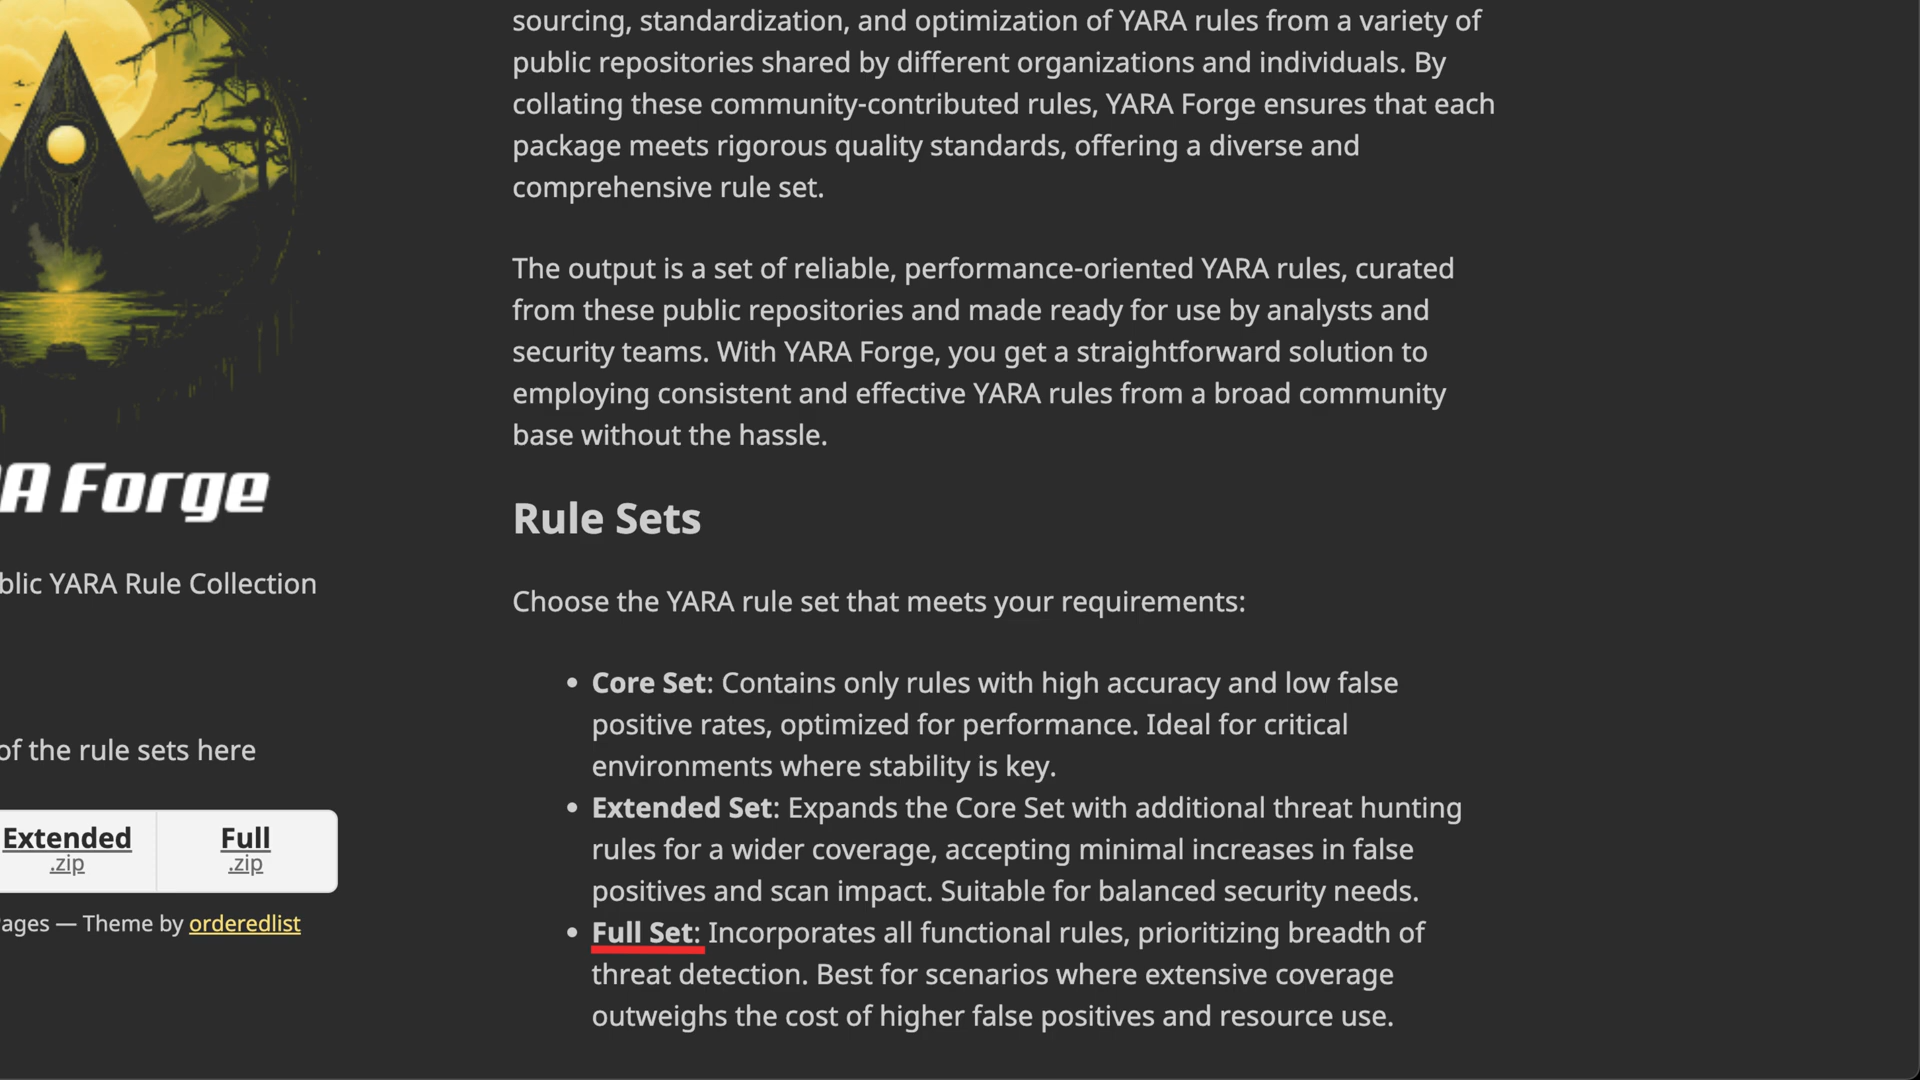 sourcing, standardization, and optimization of YARA rules from a variety of
public repositories shared by different organizations and individuals. By
collating these community-contributed rules, YARA Forge ensures that each
package meets rigorous quality standards, offering a diverse and
comprehensive rule set.
The output is a set of reliable, performance-oriented YARA rules, curated
from these public repositories and made ready for use by analysts and
security teams. With YARA Forge, you get a straightforward solution to
employing consistent and effective YARA rules from a broad community
base without the hassle.
Rule Sets
Choose the YARA rule set that meets your requirements:
• Core Set: Contains only rules with high accuracy and low false
positive rates, optimized for performance. Ideal for critical
environments where stability is key.
• Extended Set: Expands the Core Set with additional threat hunting
rules for a wider coverage, accepting minimal increases in false
positives and scan impact. Suitable for balanced security needs.
• Full Set: Incorporates all functional rules, prioritizing breadth of
threat detection. Best for scenarios where extensive coverage
outweighs the cost of higher false positives and resource use.
A Forge
blic YARA Rule Collection
of the rule sets here
Extended Full
.zip .zip
ages — Theme by orderedlist